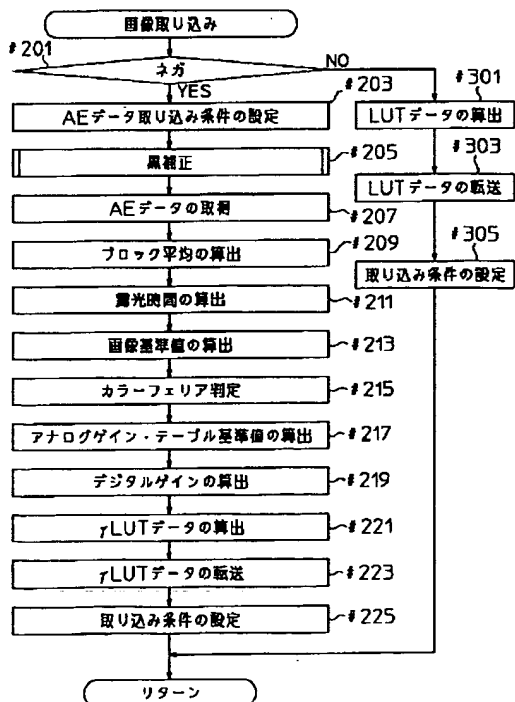 画像取り込み
#201
ネガ
NO
YES
#203
AEデータ取り込み条件の設定
黒補正
#205
AEデータの取得
#207
ブロック平均の算出
#209
露光時間の算出
#211
画像基準値の算出
#213
カラーフェリア判定
#215
アナログゲイン・テーブル基準値の算出
#217
デジタルゲインの算出
#219
γLUTデータの算出
#221
γLUTデータの転送
#223
取り込み条件の設定
#225
リターン
#301
LUTデータの算出
#303
LUTデータの転送
#305
取り込み条件の設定